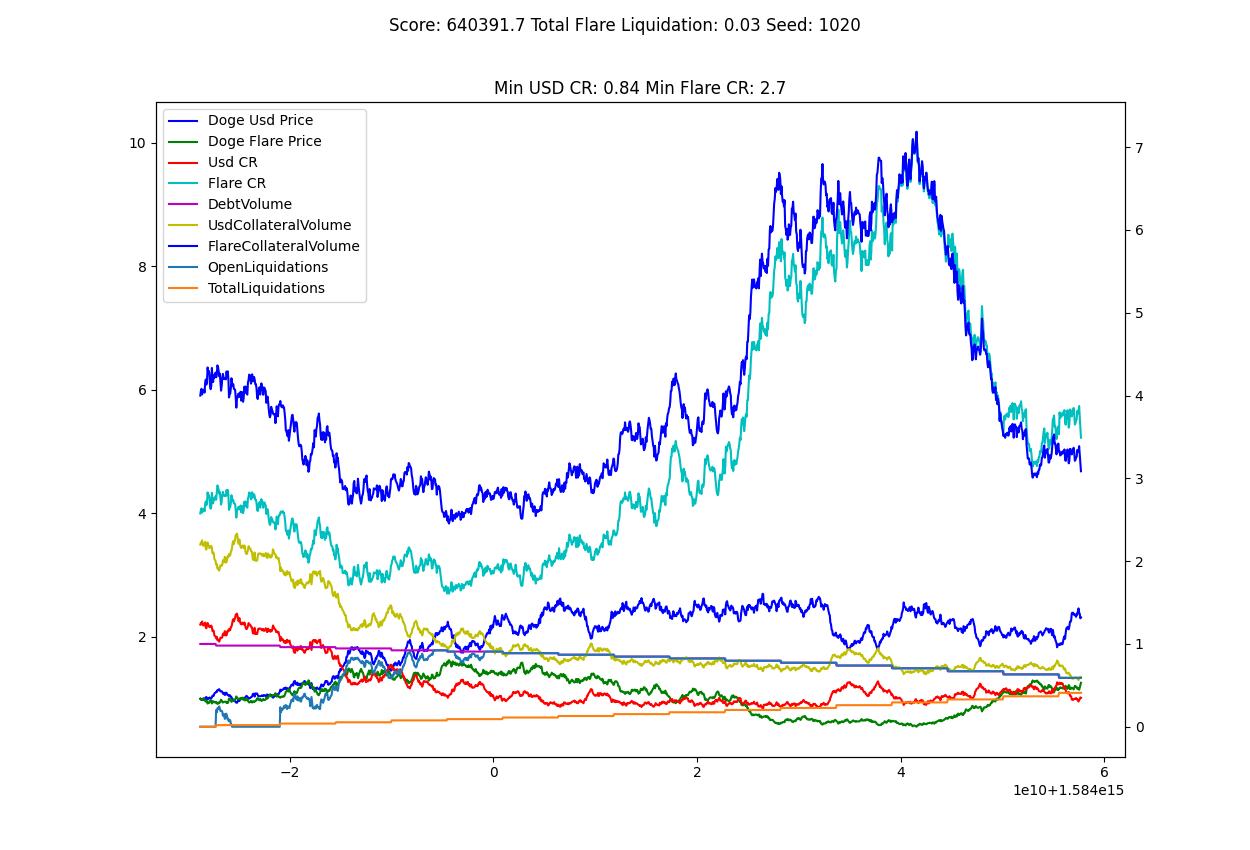 Score: 640391.7 Total Flare Liquidation: 0.03 Seed: 1020
Min USD CR: 0.84 Min Flare CR: 2.7
Doge Usd Price
Doge Flare Price
Usd CR
Flare CR
DebtVolume
UsdCollateralVolume
FlareCollateralVolume
OpenLiquidations
TotalLiquidations
10
8
6
4
2
7
6
5
4
3
2
1
0
−2
0
2
4
6
1e10+1.584e15